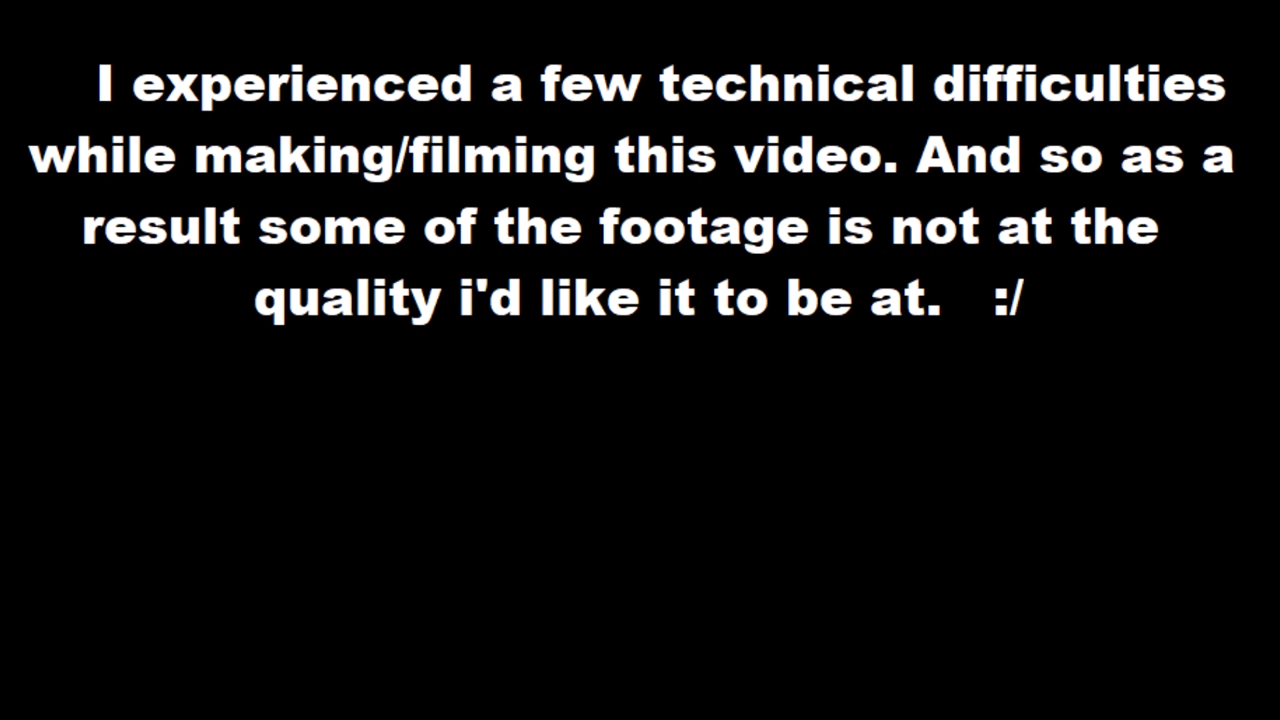 I experienced a few technical difficulties
while making/filming this video. And so as a
result some of the footage is not at the
quality i'd like it to be at.   :/